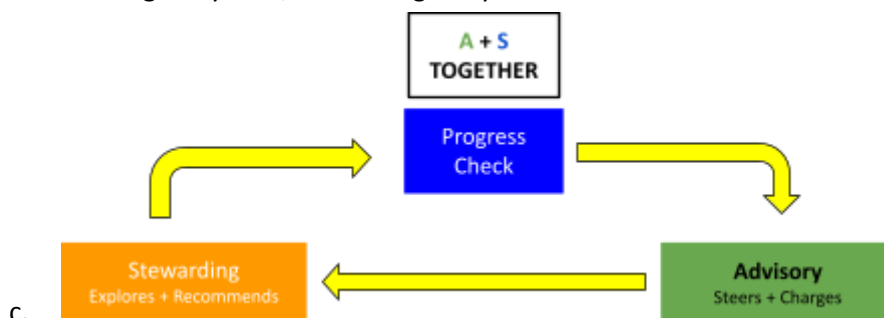 A + S
TOGETHER
Progress
Check
Stewarding
Explores + Recommends
Advisory
Steers + Charges
c.